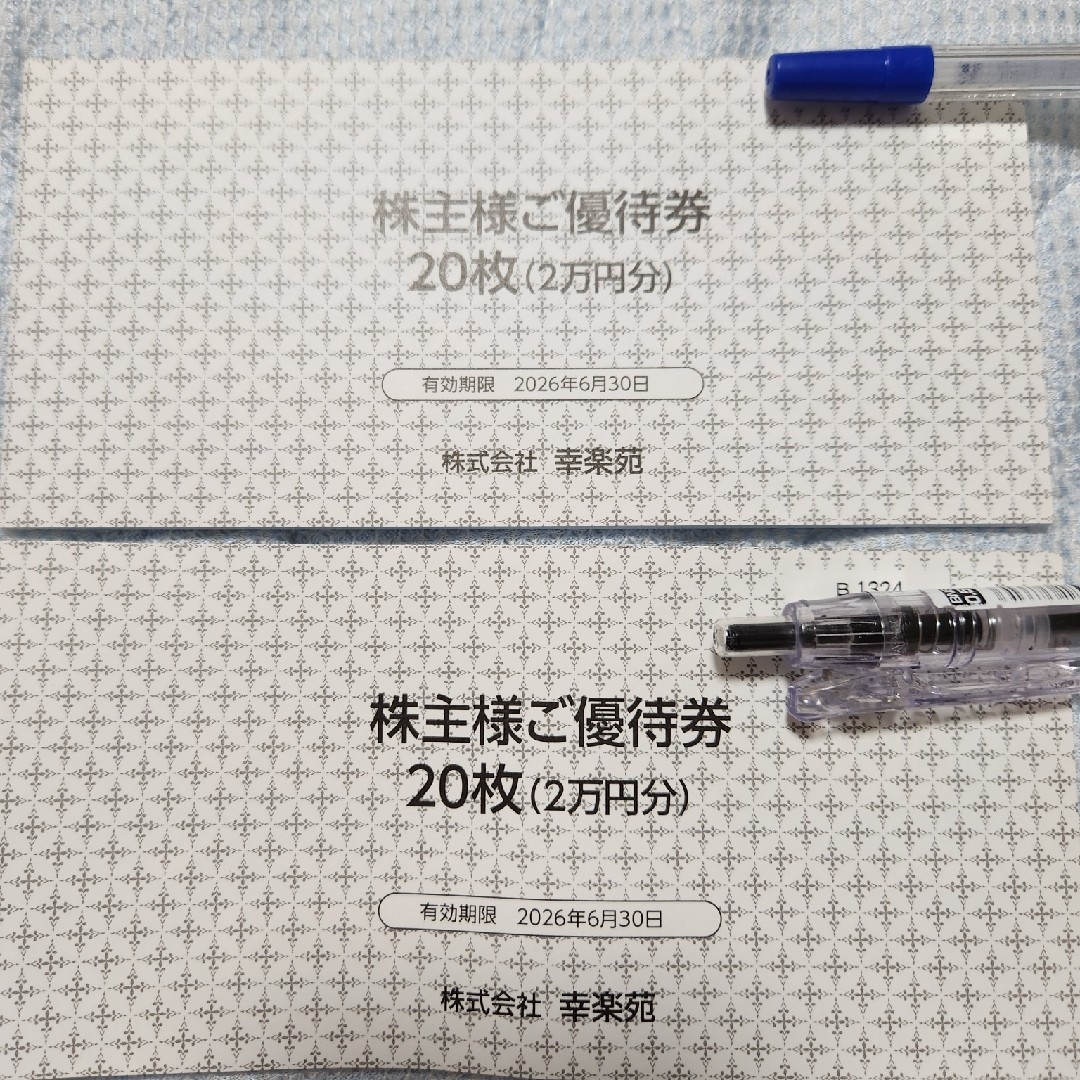 株主様ご優待券
20枚(2万円分)
有効期限 2026年6月30日
株式会社 幸楽苑
B 1324
株主様ご優待券
20枚(2万円分)
有効期限 2026年6月30日
株式会社 幸楽苑